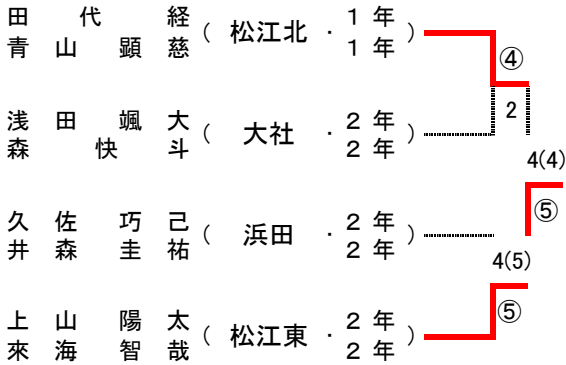 田代 経 ( 松江北 ・ 1年 )
青山 顕慈 1年
④
2
浅田 颯大 ( 大社 ・ 2年 )
森 快斗 2年
4(4)
⑤
久佐 巧己 ( 浜田 ・ 2年 )
井森 圭祐 2年
4(5)
⑤
上山 陽太 ( 松江東 ・ 2年 )
來海 智哉 2年